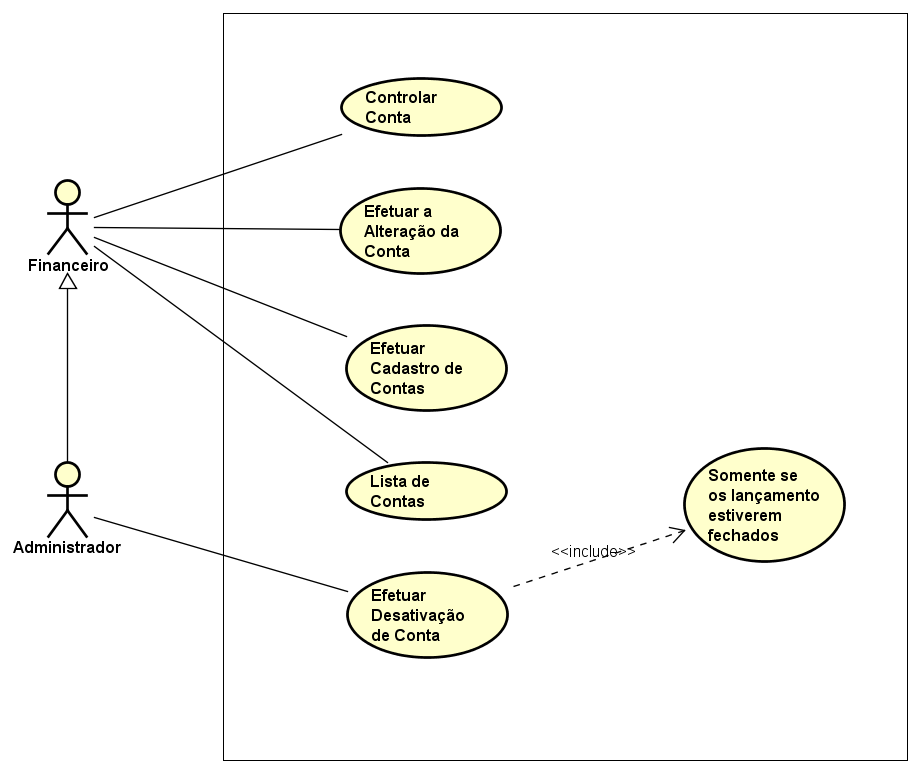 Controlar
Conta
Efetuar a
Alteração da
Conta
Financeiro
Efetuar
Cadastro de
Contas
Lista de
Contas
Somente se
os lançamento
estiverem
fechados
Administrador
<<include>>
Efetuar
Desativação
de Conta